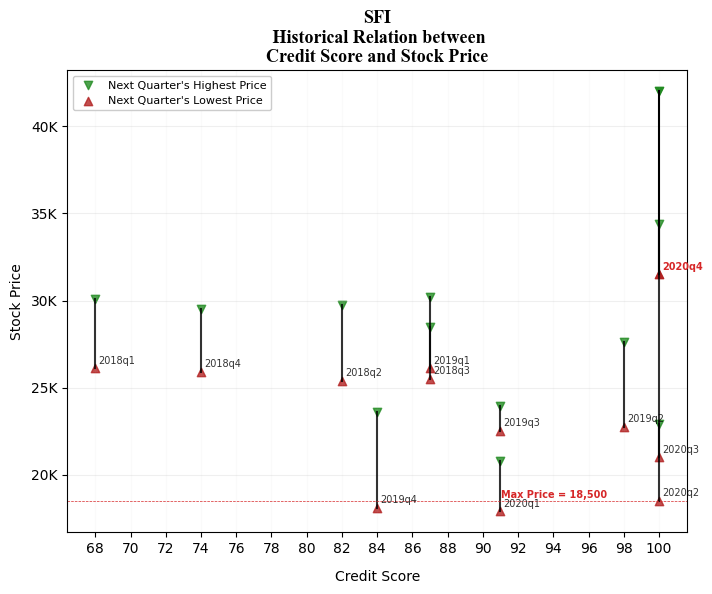 SFI
Historical Relation between
Credit Score and Stock Price
Next Quarter's Highest Price
Next Quarter's Lowest Price
40K
35K
30K
25K
20K
Stock Price
2020q4
2018q1
2018q4
2018q2
2019q1
2018q3
2019q3
2019q2
2020q3
2019q4
Max Price = 18,500
2020q1
2020q2
68 70 72 74 76 78 80 82 84 86 88 90 92 94 96 98 100
Credit Score